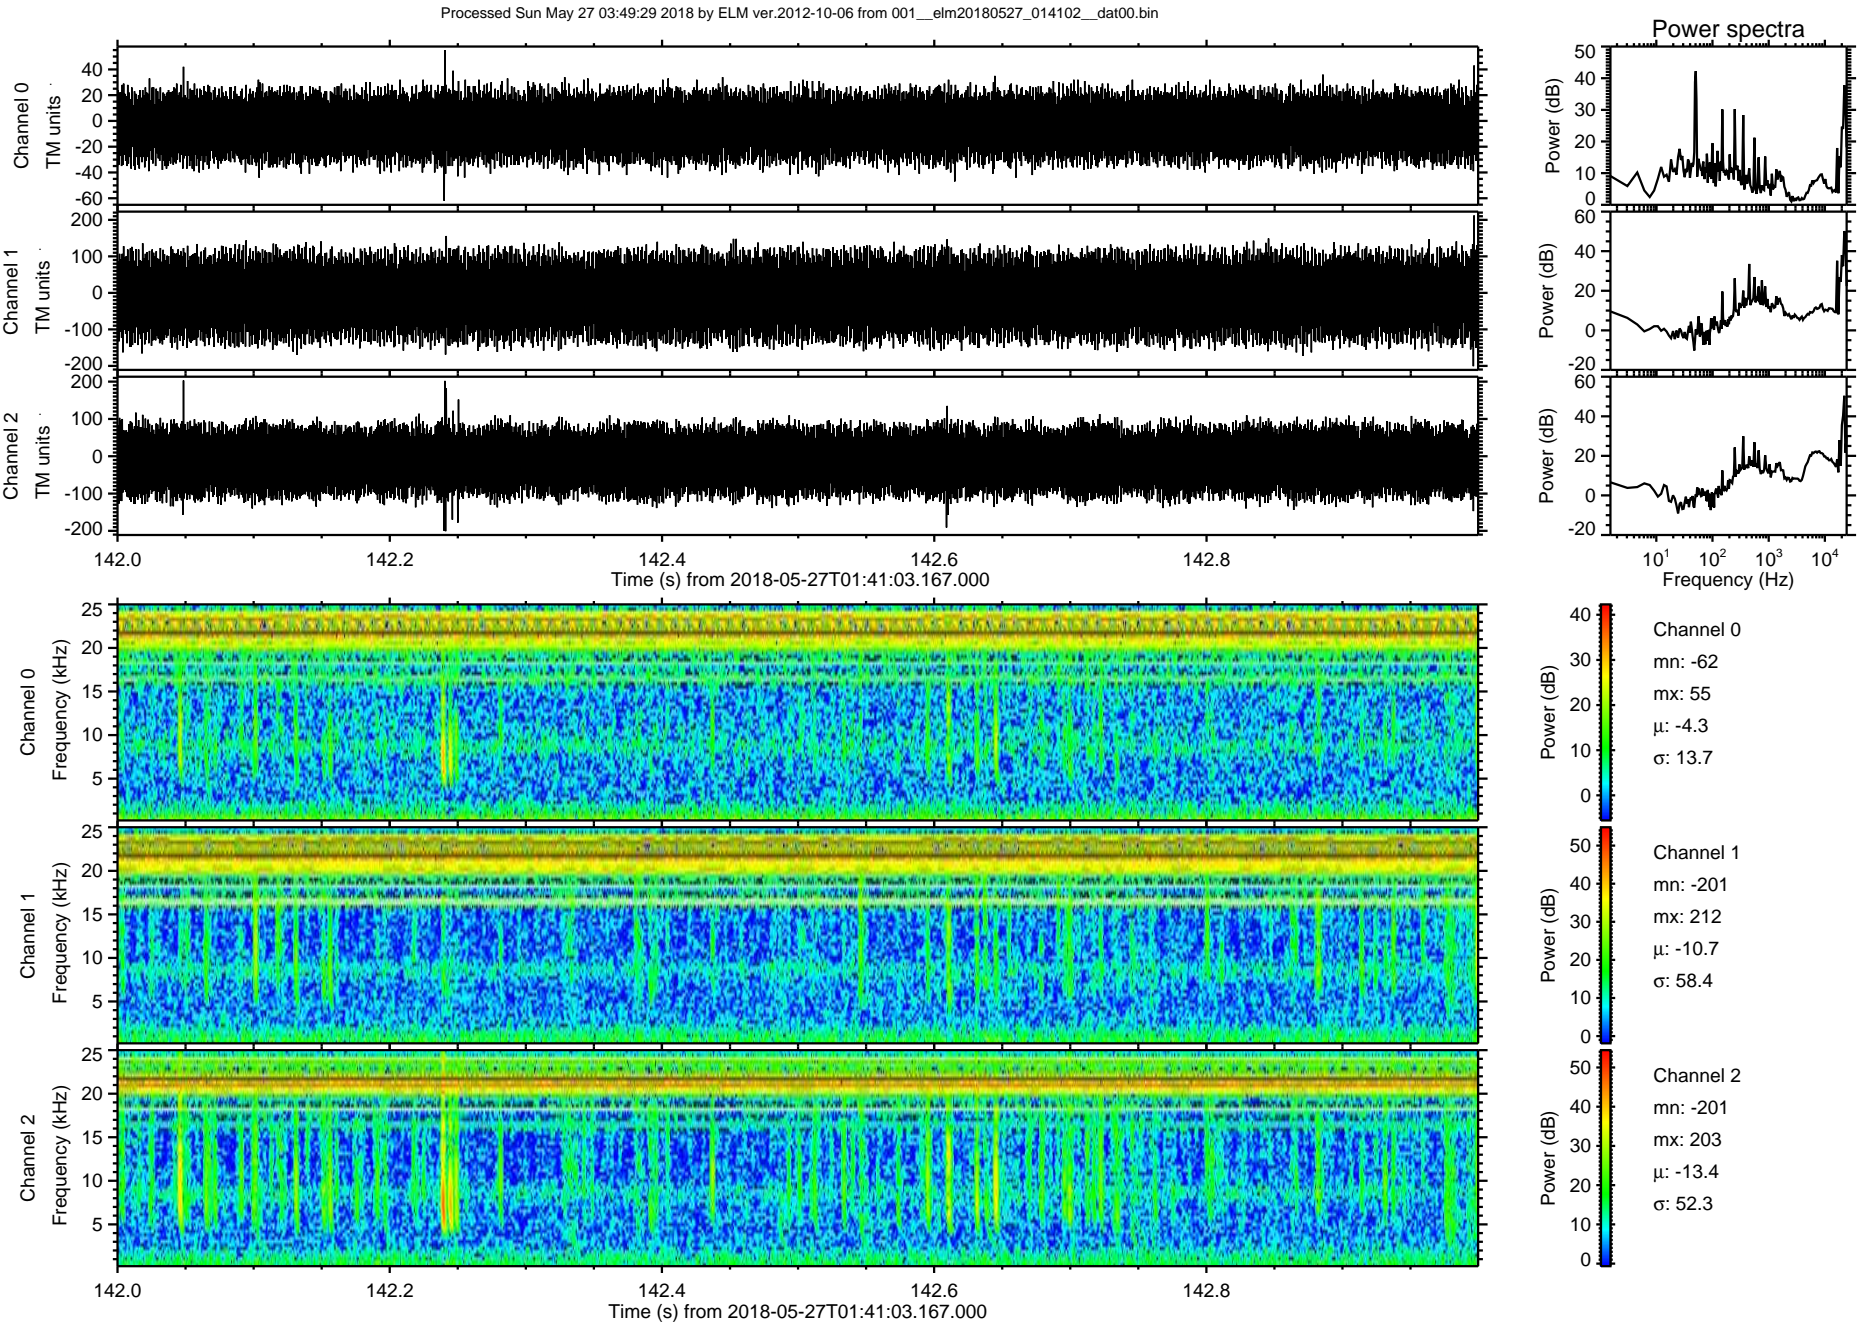 Processed Sun May 27 03:49:29 2018 by ELM ver.2012-10-06 from 001__elm20180527_014102__dat00.bin
Power spectra
Channel 0
TM units
40
20
0
-20
-40
-60
Power (dB)
50
40
30
20
10
0
Channel 1
TM units
200
100
0
-100
-200
Power (dB)
60
40
20
0
-20
Channel 2
TM units
200
100
0
-100
-200
Power (dB)
60
40
20
0
-20
142.0 142.2 142.4 142.6 142.8
Time (s) from 2018-05-27T01:41:03.167.000
10^1 10^2 10^3 10^4
Frequency (Hz)
Channel 0
Frequency (kHz)
25
20
15
10
5
Power (dB)
40
30
20
10
0
Channel 0
mn: -62
mx: 55
μ: -4.3
σ: 13.7
Channel 1
Frequency (kHz)
25
20
15
10
5
Power (dB)
50
40
30
20
10
0
Channel 1
mn: -201
mx: 212
μ: -10.7
σ: 58.4
Channel 2
Frequency (kHz)
25
20
15
10
5
Power (dB)
50
40
30
20
10
0
Channel 2
mn: -201
mx: 203
μ: -13.4
σ: 52.3
142.0 142.2 142.4 142.6 142.8
Time (s) from 2018-05-27T01:41:03.167.000